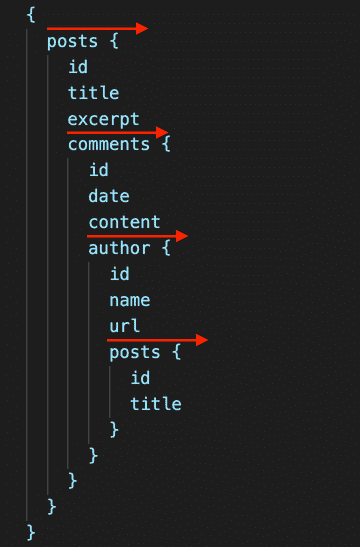 {
posts {
id
title
excerpt
comments {
id
date
content
author {
id
name
url
posts {
id
title
}
}
}
}
}